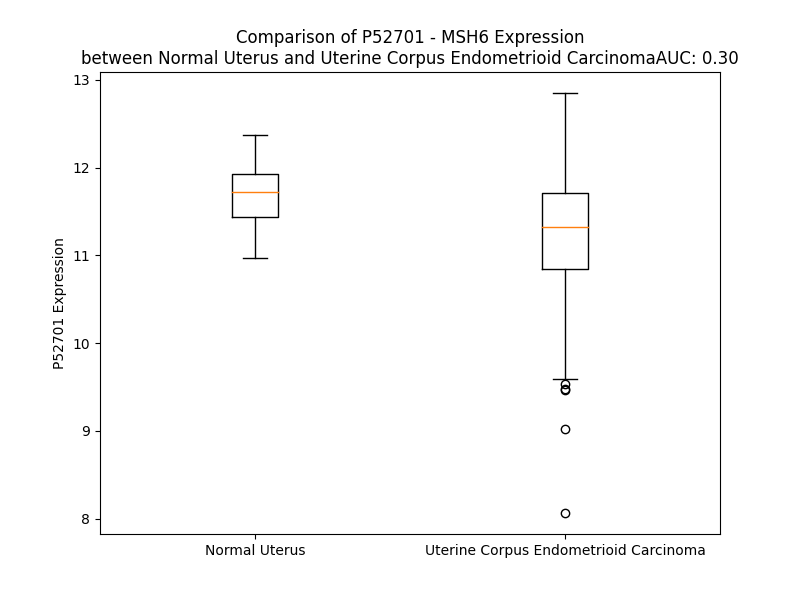 Comparison of P52701 - MSH6 Expression
between Normal Uterus and Uterine Corpus Endometrioid CarcinomaAUC: 0.30
13
12
11
10
9
8
P52701 Expression
Normal Uterus
Uterine Corpus Endometrioid Carcinoma